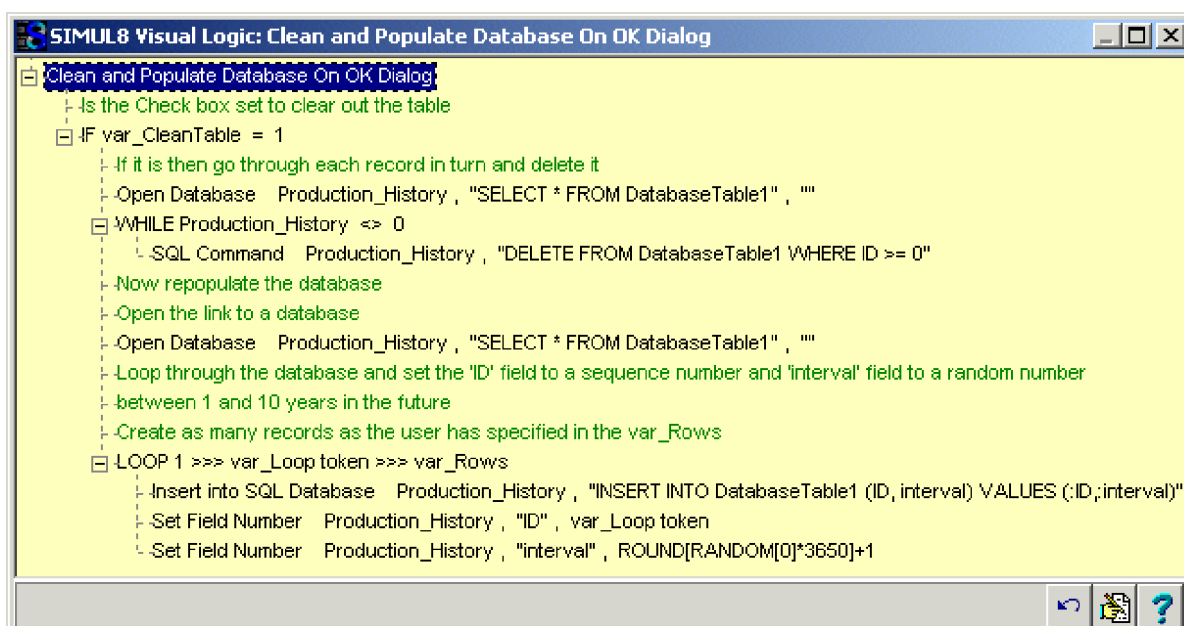 SIMUL8 Visual Logic: Clean and Populate Database On OK Dialog
Clean and Populate Database On OK Dialog
Is the Check box set to clear out the table
IF var_CleanTable = 1
If it is then go through each record in turn and delete it
Open Database Production_History , "SELECT * FROM DatabaseTable1" , ""
WHILE Production_History <> 0
SQL Command Production_History , "DELETE FROM DatabaseTable1 WHERE ID >= 0"
Now repopulate the database
Open the link to a database
Open Database Production_History , "SELECT * FROM DatabaseTable1" , ""
Loop through the database and set the 'ID' field to a sequence number and 'interval' field to a random number
between 1 and 10 years in the future
Create as many records as the user has specified in the var_Rows
LOOP 1 >>> var_Loop token >>> var_Rows
Insert into SQL Database Production_History , "INSERT INTO DatabaseTable1 (ID, interval) VALUES (:ID,:interval)"
Set Field Number Production_History , "ID" , var_Loop token
Set Field Number Production_History , "interval" , ROUND[RANDOM[0]*3650]+1